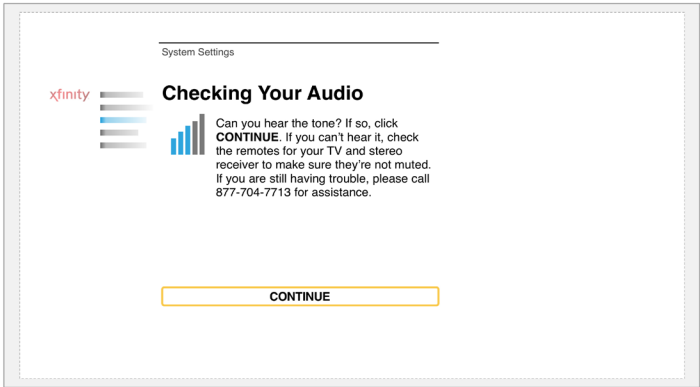 System Settings
xfinity
Checking Your Audio
Can you hear the tone? If so, click
CONTINUE. If you can't hear it, check
the remotes for your TV and stereo
receiver to make sure they're not muted.
If you are still having trouble, please call
877-704-7713 for assistance.
CONTINUE